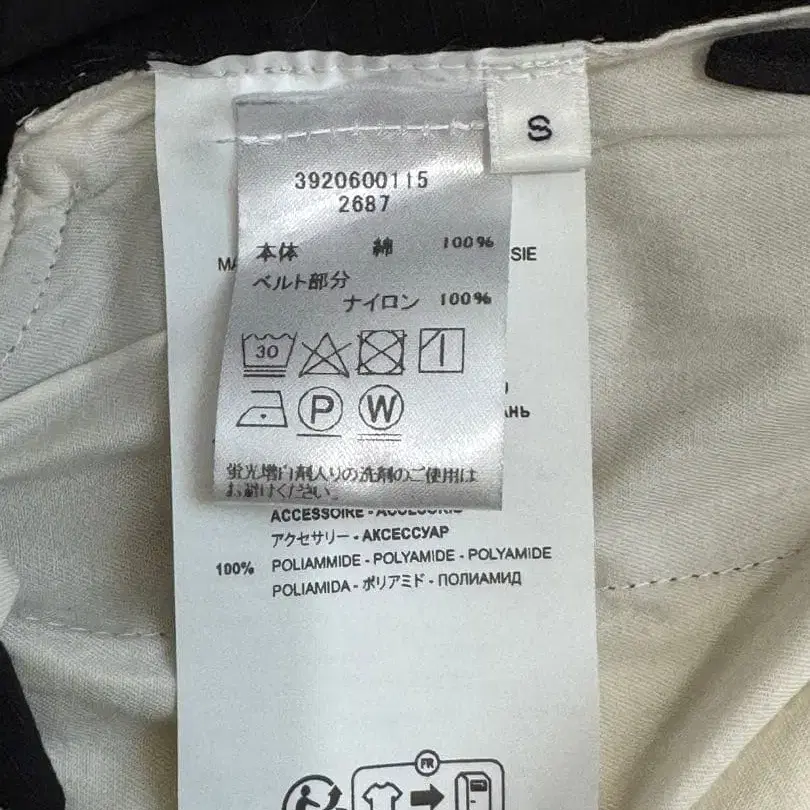 S
3920600115
2687
本体 綿 100%
ベルト部分
ナイロン 100%
30
P W
蛍光増白剤入りの洗剤のご使用は
お避けください。
アクセサリー - АКСЕССУАР
100% POLIAMMIDE - POLYAMIDE - POLYAMIDE
POLIAMIDA - ポリアミド - ПОЛИАМИД
FR